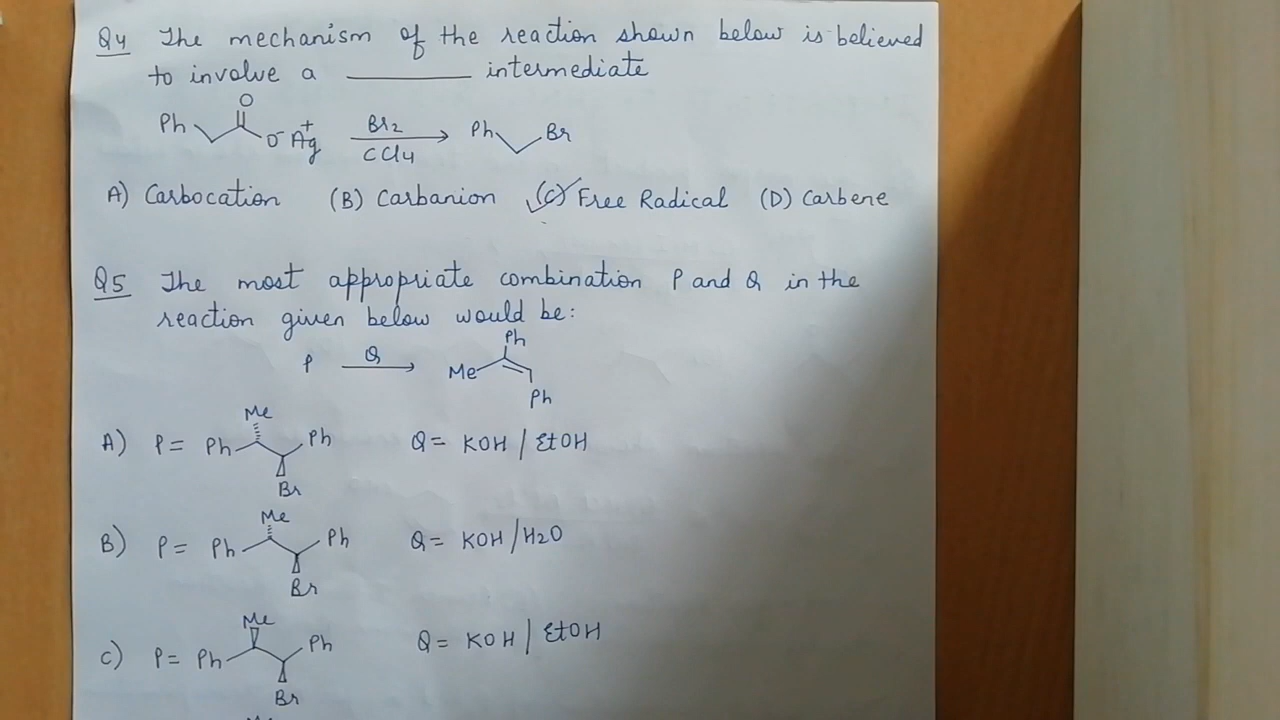 Q4 The mechanism of the reaction shown below is believed
to involve a ________ intermediate
O
Ph O⁻ Ag⁺ Br2 CCl4 Ph Br
A) Carbocation (B) Carbanion (C) Free Radical (D) Carbene
Q5 The most appropriate combination P and Q in the
reaction given below would be:
Ph
P Q Me
Ph
Me
A) P= Ph Ph Q= KOH / EtOH
Br
Me
B) P= Ph Ph Q= KOH /H2O
Br
Me
C) P= Ph Ph Q= KOH / EtOH
Br